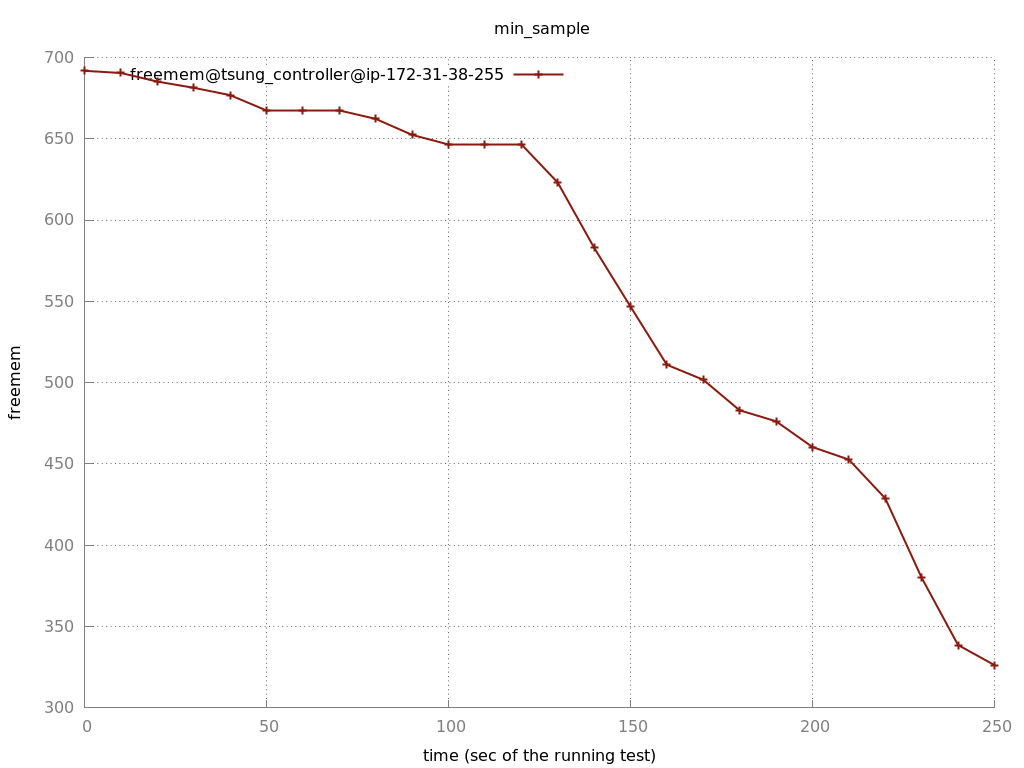 min_sample
freemem@tsung_controller@ip-172-31-38-255
700
650
600
550
500
450
400
350
300
freemem
0 50 100 150 200 250
time (sec of the running test)